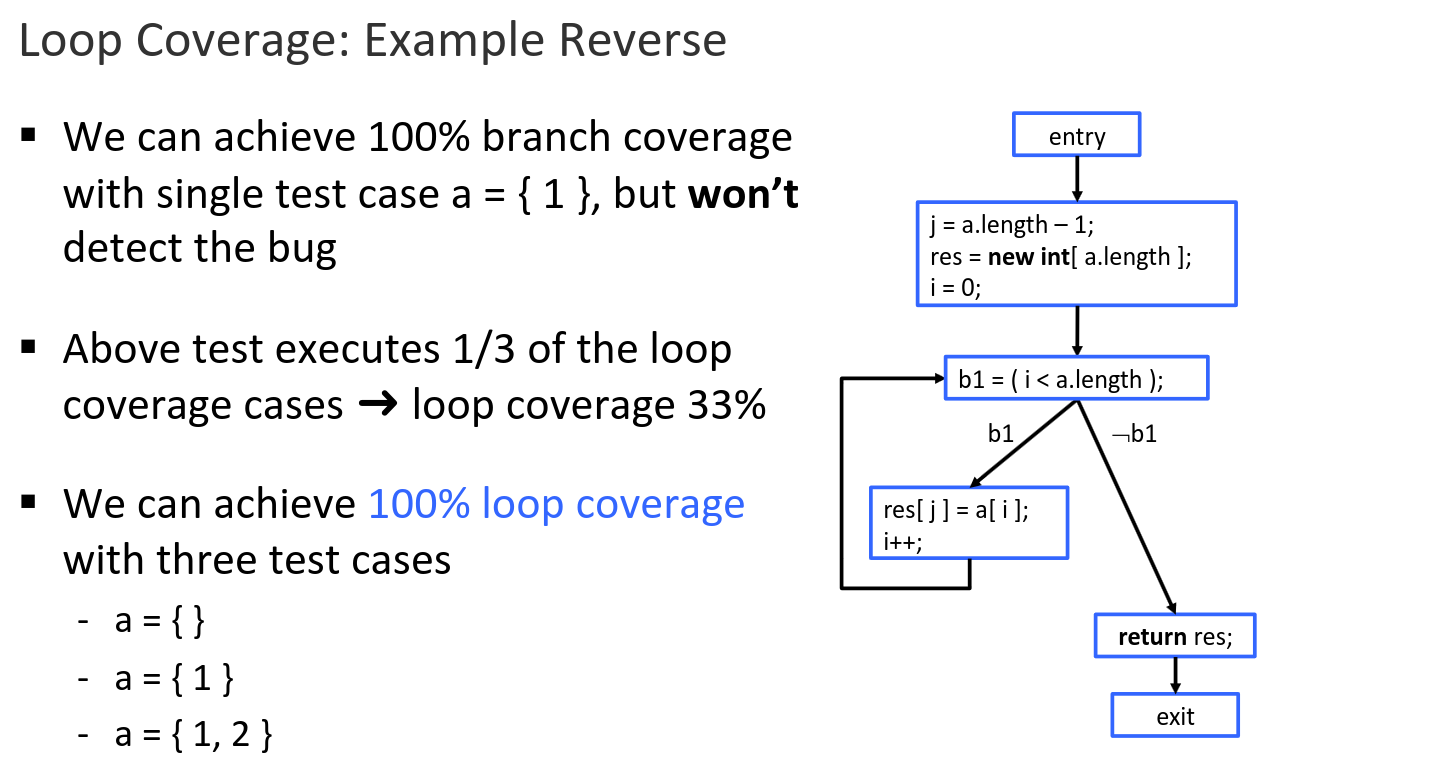 Loop Coverage: Example Reverse
▪ We can achieve 100% branch coverage
with single test case a = { 1 }, but won’t
detect the bug
▪ Above test executes 1/3 of the loop
coverage cases ➜ loop coverage 33%
▪ We can achieve 100% loop coverage
with three test cases
- a = { }
- a = { 1 }
- a = { 1, 2 }
entry
j = a.length – 1;
res = new int[ a.length ];
i = 0;
b1 = ( i < a.length );
b1
¬b1
res[ j ] = a[ i ];
i++;
return res;
exit